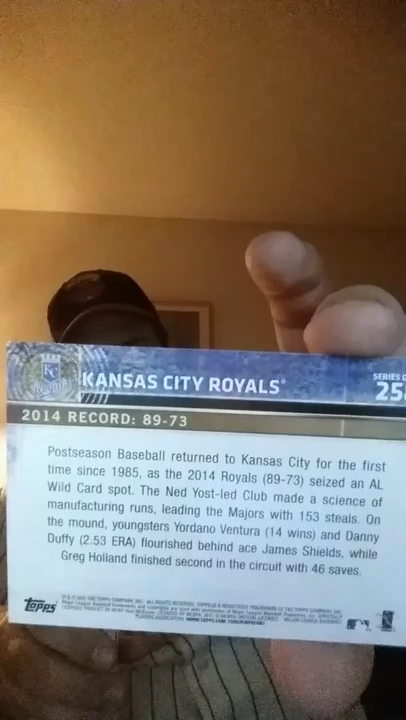 KANSAS CITY ROYALS
SERIES
25
2014 RECORD: 89-73
Postseason Baseball returned to Kansas City for the first
time since 1985, as the 2014 Royals (89-73) seized an AL
Wild Card spot. The Ned Yost-led Club made a science of
manufacturing runs, leading the Majors with 153 steals. On
the mound, youngsters Yordano Ventura (14 wins) and Danny
Duffy (2.53 ERA) flourished behind ace James Shields, while
Greg Holland finished second in the circuit with 46 saves.
Topps